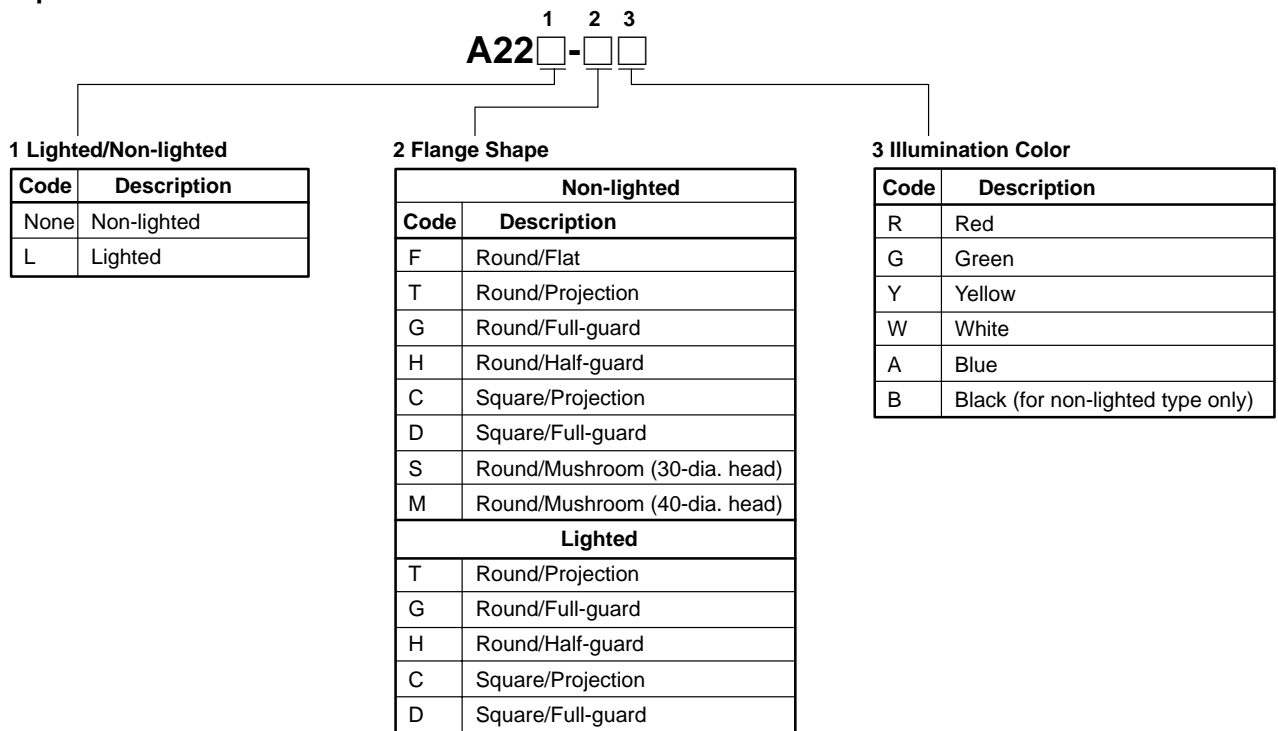 1 2 3
A22□-□□
1 Lighted/Non-lighted
Code Description
None Non-lighted
L Lighted
2 Flange Shape
Non-lighted
Code Description
F Round/Flat
T Round/Projection
G Round/Full-guard
H Round/Half-guard
C Square/Projection
D Square/Full-guard
S Round/Mushroom (30-dia. head)
M Round/Mushroom (40-dia. head)
Lighted
T Round/Projection
G Round/Full-guard
H Round/Half-guard
C Square/Projection
D Square/Full-guard
3 Illumination Color
Code Description
R Red
G Green
Y Yellow
W White
A Blue
B Black (for non-lighted type only)